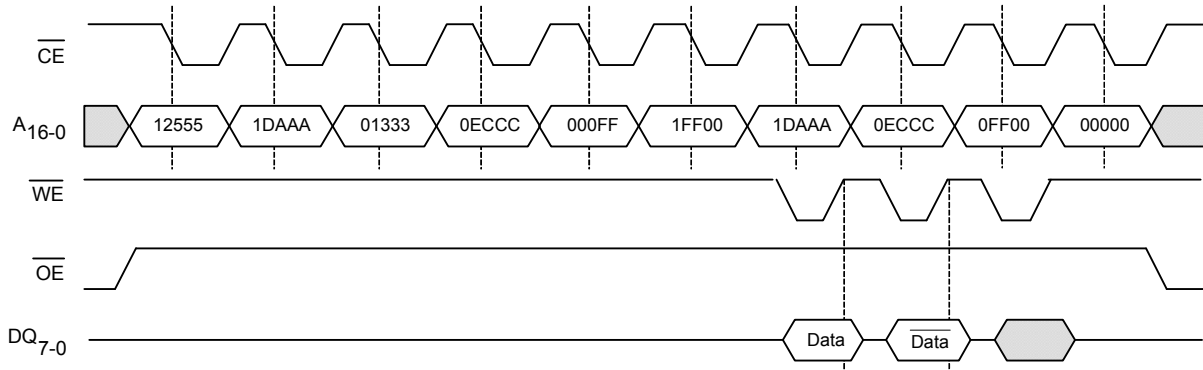 CE
A16-0 12555 1DAAA 01333 0ECCC 000FF 1FF00 1DAAA 0ECCC 0FF00 00000
WE
OE
DQ7-0 Data Data